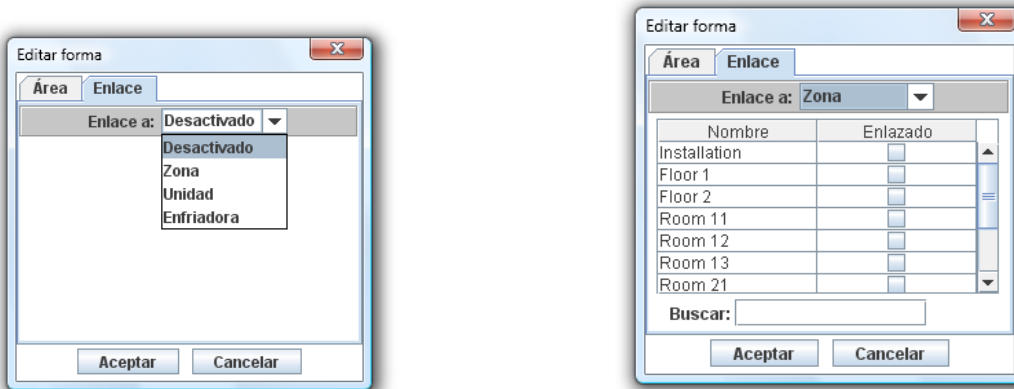 Editar forma
Área Enlace
Enlace a: Desactivado
Desactivado
Zona
Unidad
Enfriadora
Aceptar Cancelar
Editar forma
Área Enlace
Enlace a: Zona
Nombre Enlazado
Installation
Floor 1
Floor 2
Room 11
Room 12
Room 13
Room 21
Buscar:
Aceptar Cancelar